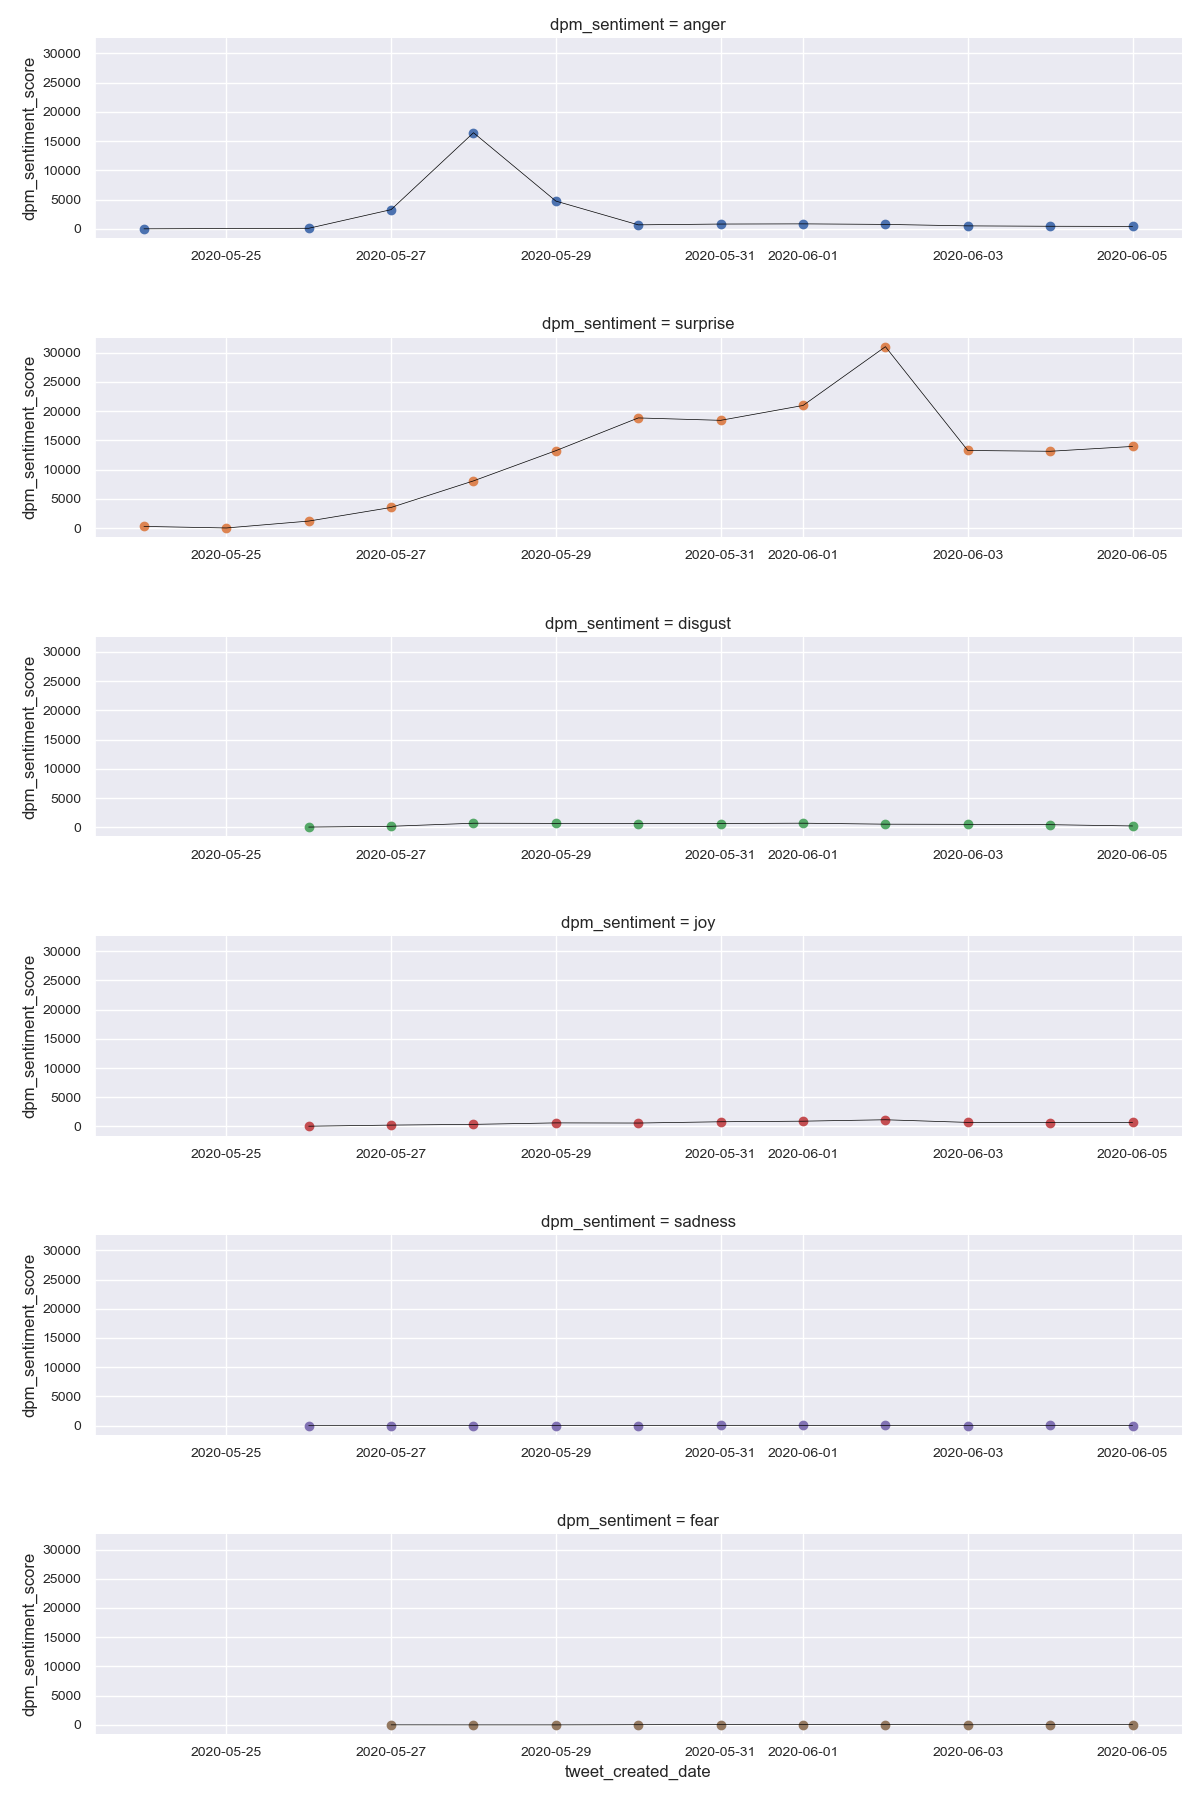 dpm_sentiment = anger
dpm_sentiment_score
30000
25000
20000
15000
10000
5000
0
2020-05-25 2020-05-27 2020-05-29 2020-05-31 2020-06-01 2020-06-03 2020-06-05
dpm_sentiment = surprise
dpm_sentiment_score
30000
25000
20000
15000
10000
5000
0
2020-05-25 2020-05-27 2020-05-29 2020-05-31 2020-06-01 2020-06-03 2020-06-05
dpm_sentiment = disgust
dpm_sentiment_score
30000
25000
20000
15000
10000
5000
0
2020-05-25 2020-05-27 2020-05-29 2020-05-31 2020-06-01 2020-06-03 2020-06-05
dpm_sentiment = joy
dpm_sentiment_score
30000
25000
20000
15000
10000
5000
0
2020-05-25 2020-05-27 2020-05-29 2020-05-31 2020-06-01 2020-06-03 2020-06-05
dpm_sentiment = sadness
dpm_sentiment_score
30000
25000
20000
15000
10000
5000
0
2020-05-25 2020-05-27 2020-05-29 2020-05-31 2020-06-01 2020-06-03 2020-06-05
dpm_sentiment = fear
dpm_sentiment_score
30000
25000
20000
15000
10000
5000
0
2020-05-25 2020-05-27 2020-05-29 2020-05-31 2020-06-01 2020-06-03 2020-06-05
tweet_created_date